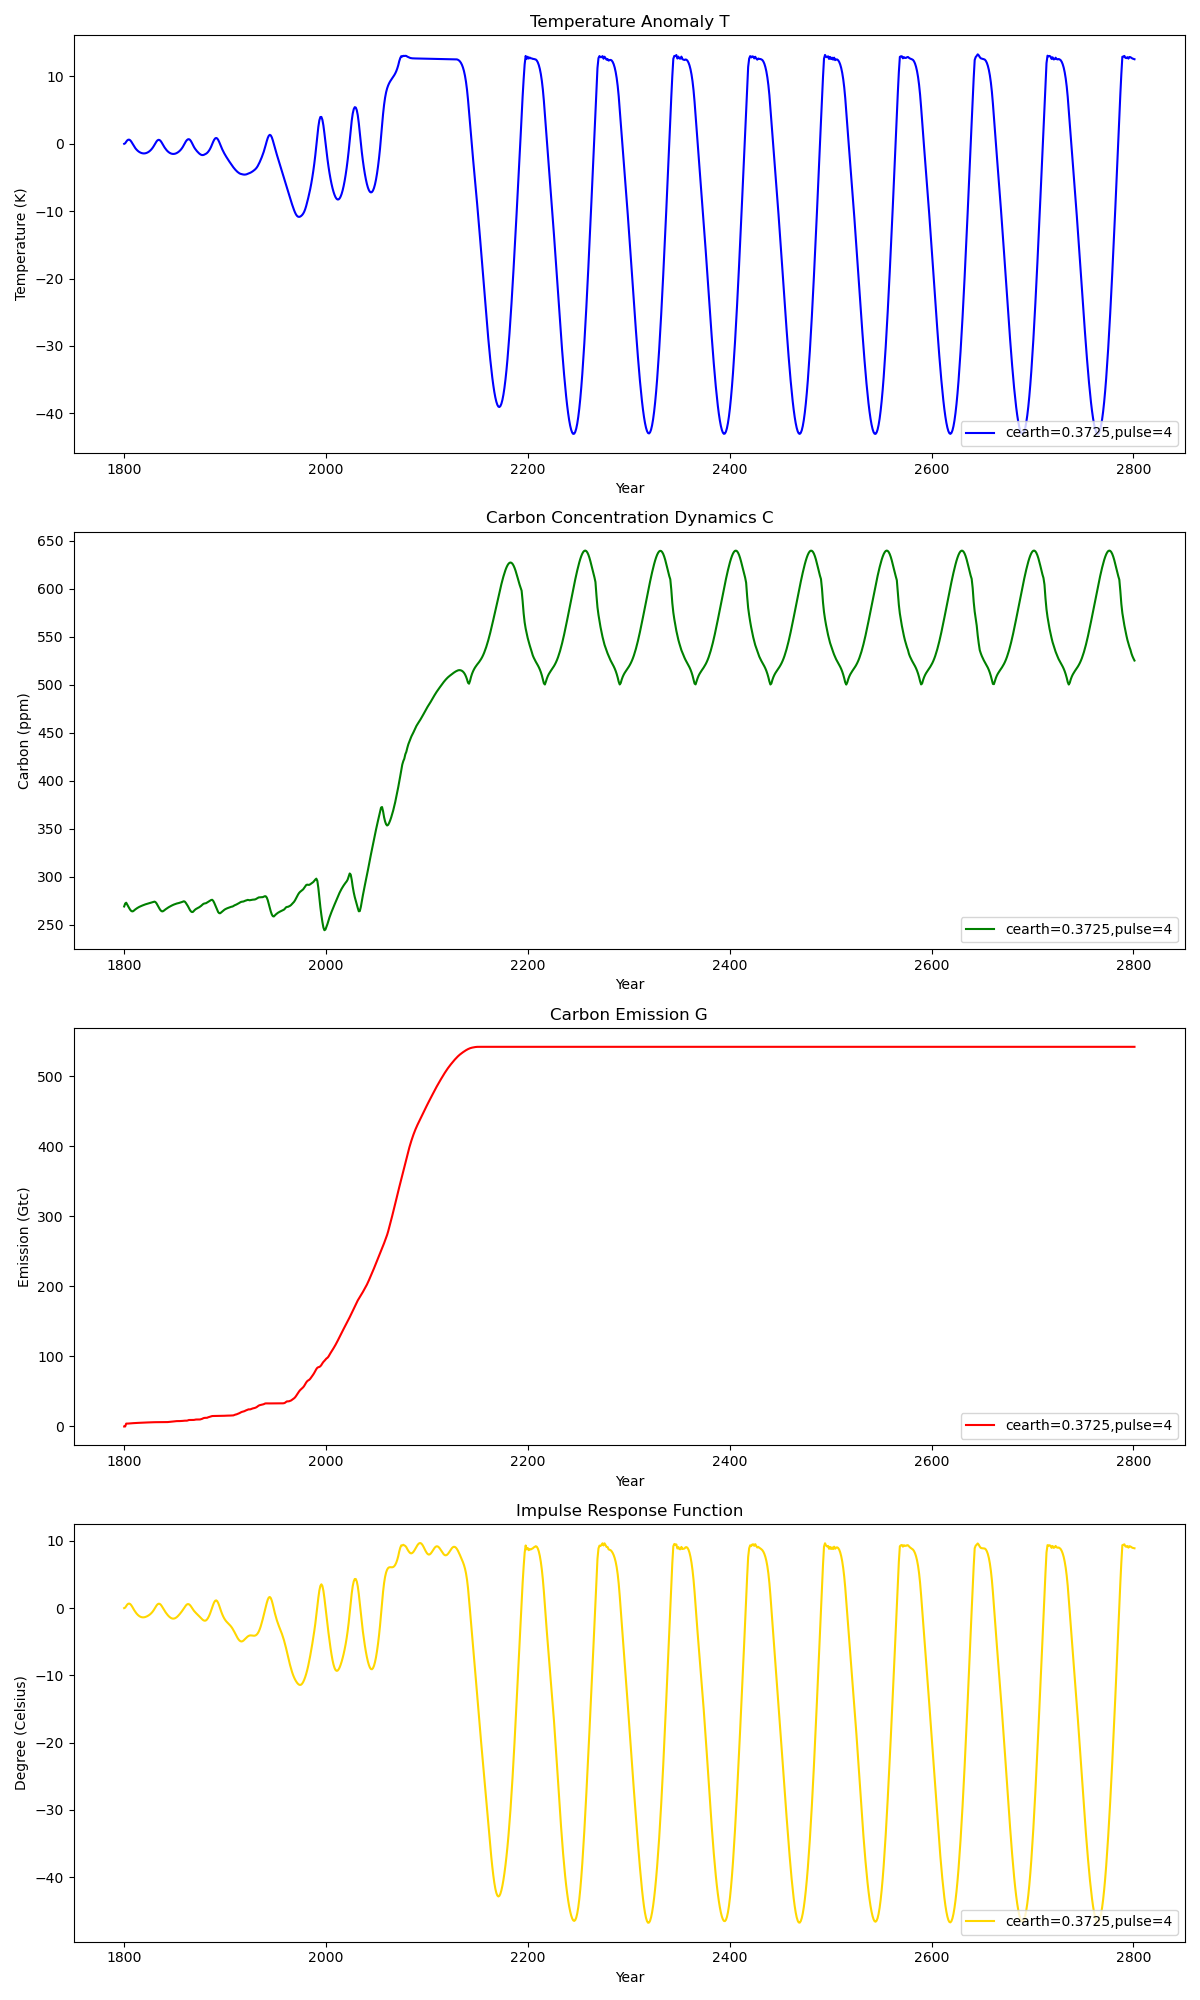 Temperature Anomaly T
Temperature (K)
10
0
−10
−20
−30
−40
cearth=0.3725,pulse=4
1800 2000 2200 2400 2600 2800
Year
Carbon Concentration Dynamics C
Carbon (ppm)
650
600
550
500
450
400
350
300
250
cearth=0.3725,pulse=4
1800 2000 2200 2400 2600 2800
Year
Carbon Emission G
Emission (Gtc)
500
400
300
200
100
0
cearth=0.3725,pulse=4
1800 2000 2200 2400 2600 2800
Year
Impulse Response Function
Degree (Celsius)
10
0
−10
−20
−30
−40
cearth=0.3725,pulse=4
1800 2000 2200 2400 2600 2800
Year